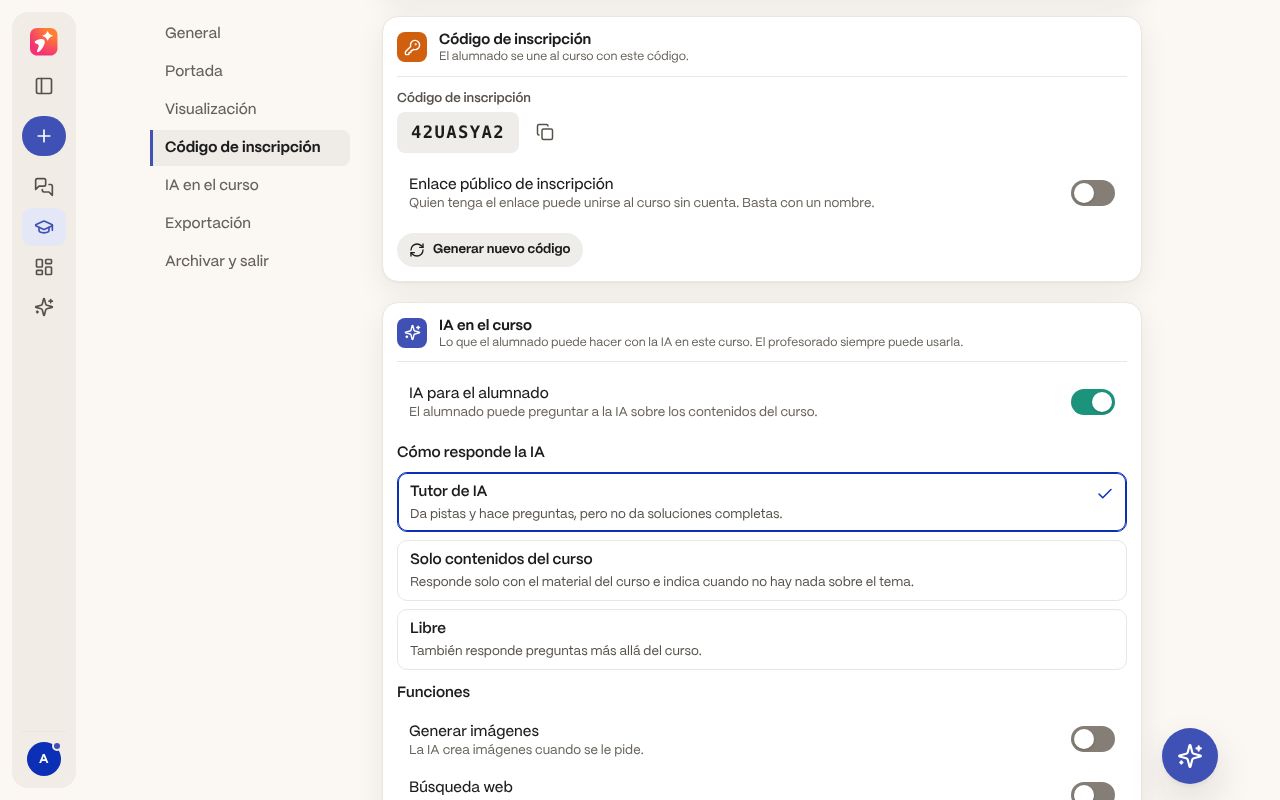 General
Portada
Visualización
Código de inscripción
IA en el curso
Exportación
Archivar y salir
A
Código de inscripción
El alumnado se une al curso con este código.
Código de inscripción
42UASYA2
Enlace público de inscripción
Quien tenga el enlace puede unirse al curso sin cuenta. Basta con un nombre.
Generar nuevo código
IA en el curso
Lo que el alumnado puede hacer con la IA en este curso. El profesorado siempre puede usarla.
IA para el alumnado
El alumnado puede preguntar a la IA sobre los contenidos del curso.
Cómo responde la IA
Tutor de IA
Da pistas y hace preguntas, pero no da soluciones completas.
Solo contenidos del curso
Responde solo con el material del curso e indica cuando no hay nada sobre el tema.
Libre
También responde preguntas más allá del curso.
Funciones
Generar imágenes
La IA crea imágenes cuando se le pide.
Búsqueda web